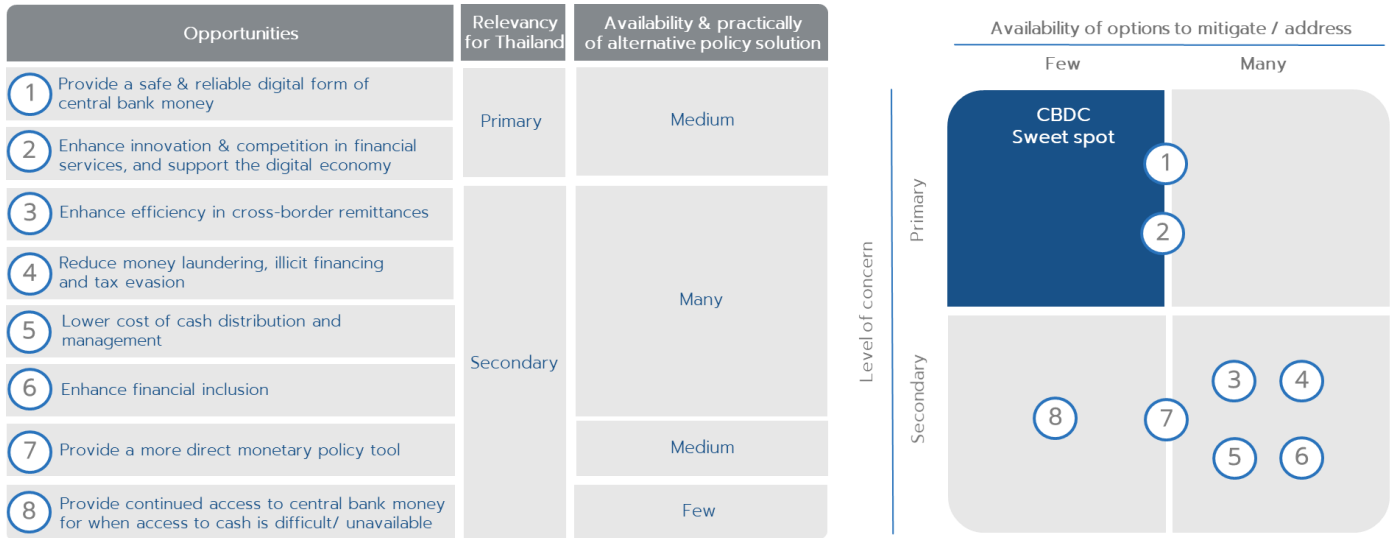 Opportunities
Relevancy
for Thailand
Availability & practically
of alternative policy solution
1
Provide a safe & reliable digital form of
central bank money
2
Enhance innovation & competition in financial
services, and support the digital economy
Primary
Medium
3
Enhance efficiency in cross-border remittances
4
Reduce money laundering, illicit financing
and tax evasion
5
Lower cost of cash distribution and
management
6
Enhance financial inclusion
Many
7
Provide a more direct monetary policy tool
Medium
8
Provide continued access to central bank money
for when access to cash is difficult/ unavailable
Secondary
Few
Availability of options to mitigate / address
Few
Many
Level of concern
Primary
Secondary
CBDC
Sweet spot
1
2
3
4
8
7
5
6